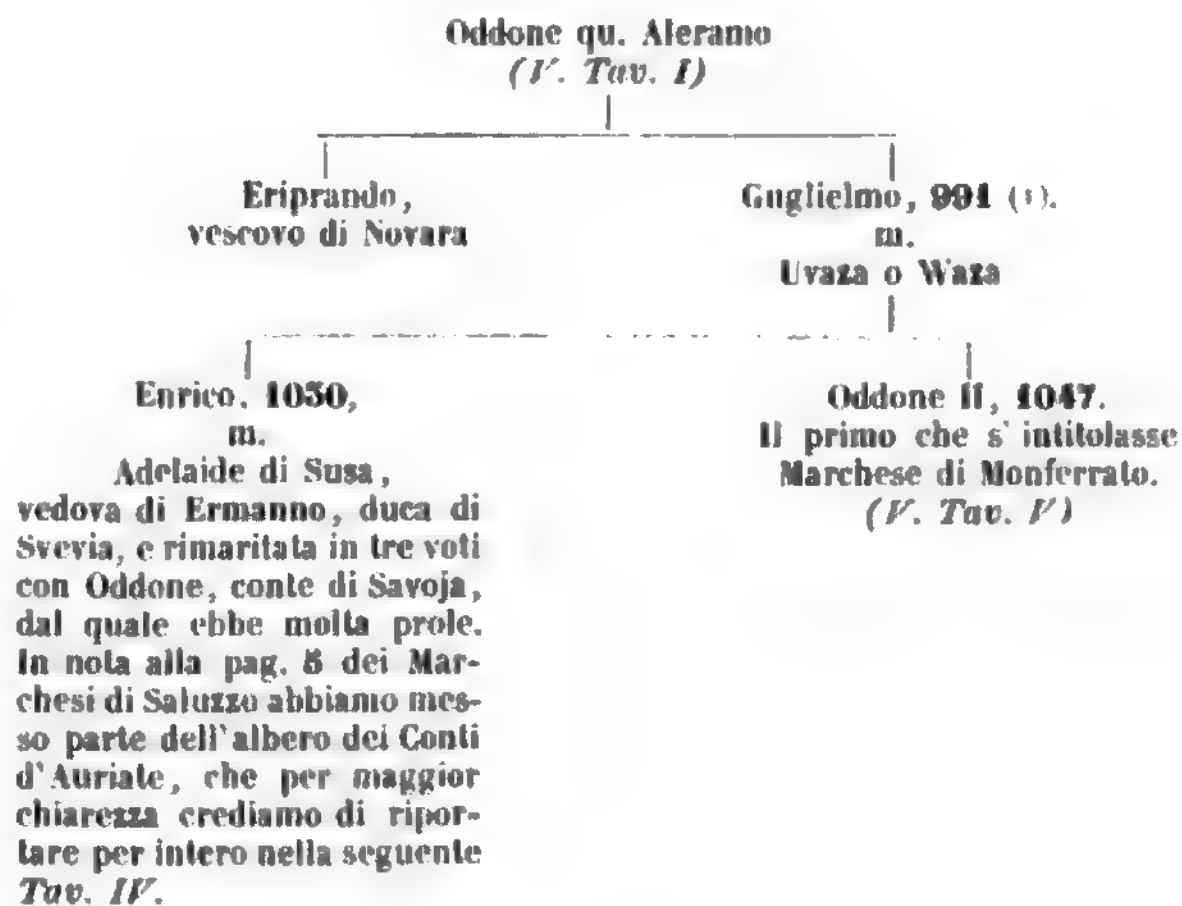 Oddone qu. Aleramo
(V. Tav. I)
Eriprando,
vescovo di Novara
Guglielmo, 991 (1).
m.
Uvaza o Waza
Enrico, 1050,
m.
Adelaide di Susa,
vedova di Ermanno, duca di
Svevia, e rimaritata in tre voti
con Oddone, conte di Savoja,
dal quale ebbe molta prole.
In nota alla pag. 8 dei Mar-
chesi di Saluzzo abbiamo mes-
so parte dell'albero dei Conti
d'Auriate, che per maggior
chiarezza crediamo di ripor-
tare per intero nella seguente
Tav. IV.
Oddone II, 1047.
Il primo che s'intitolasse
Marchese di Monferrato.
(V. Tav. V)